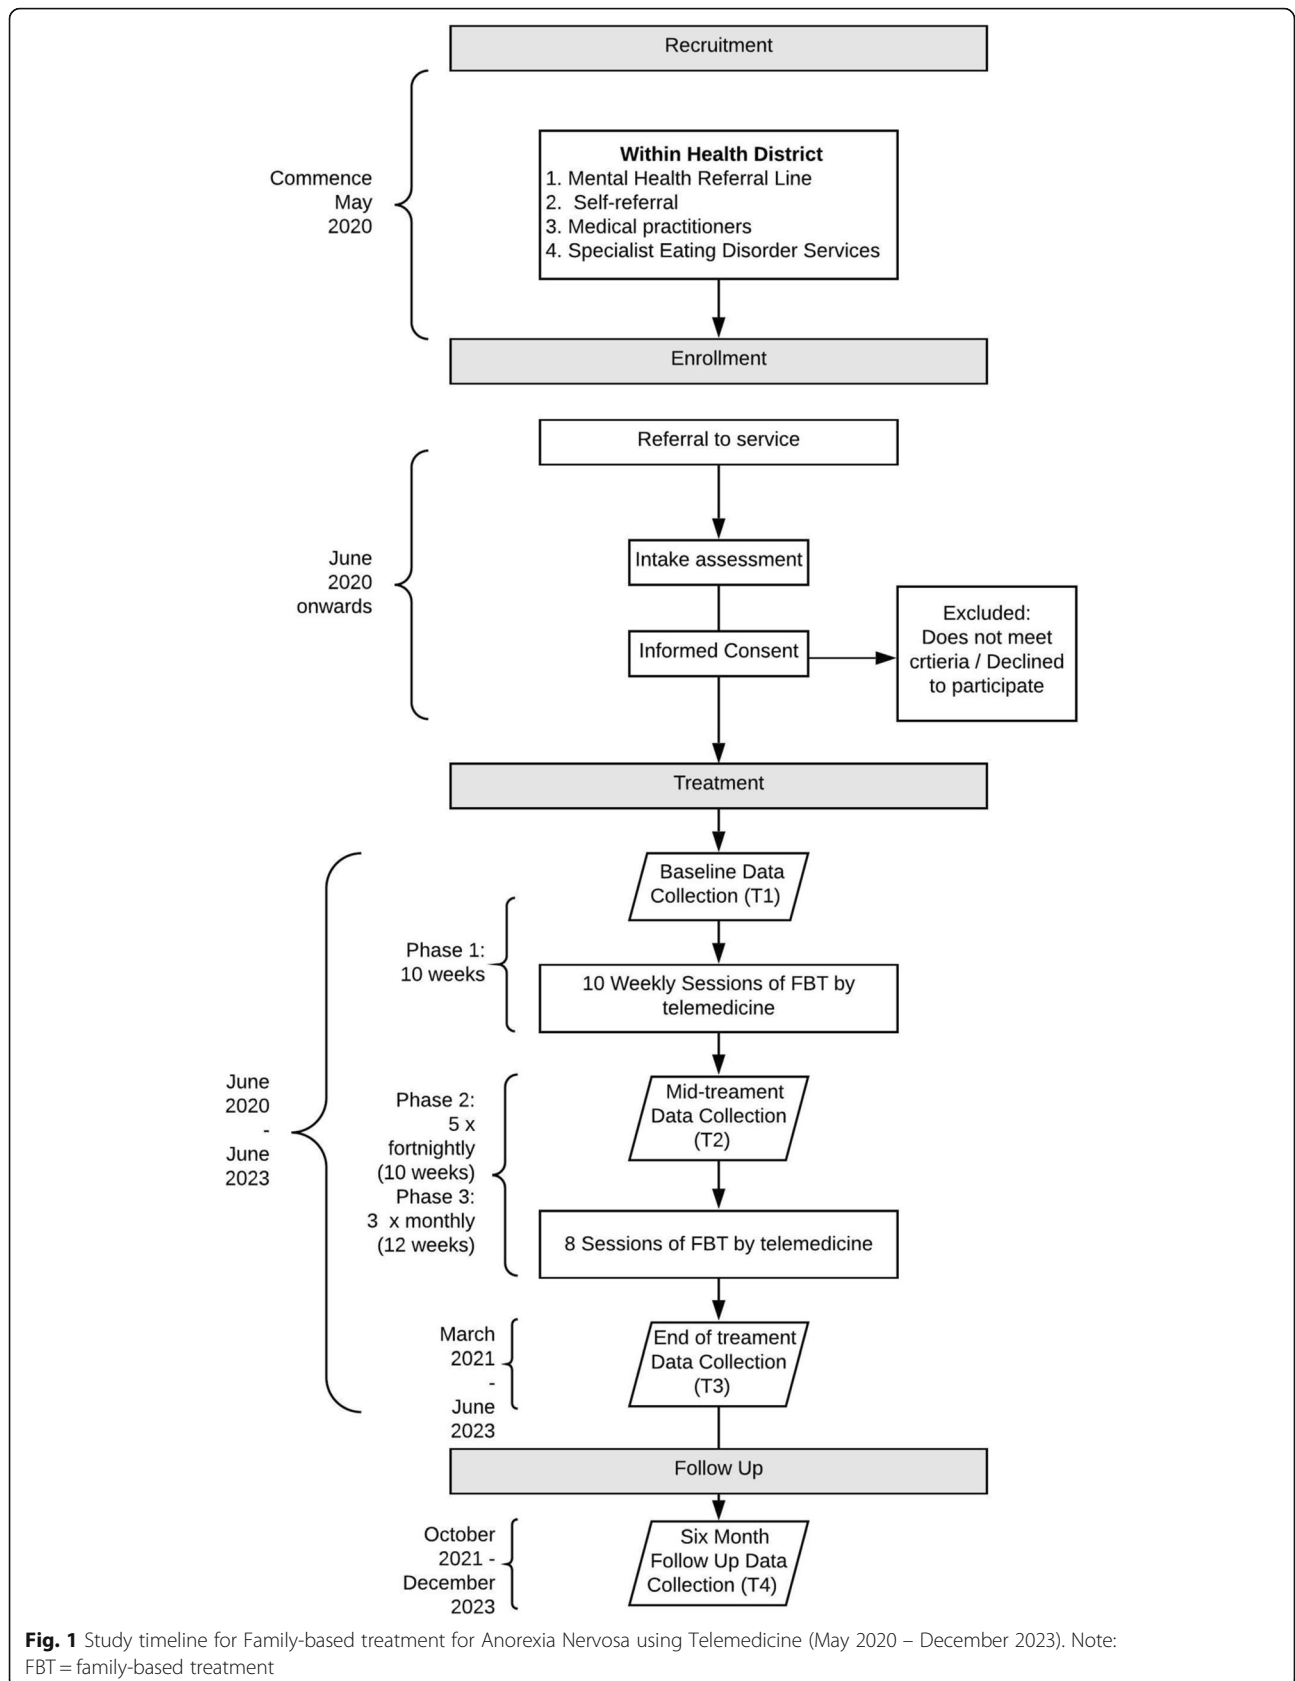 Recruitment
Commence
May
2020
Within Health District
1. Mental Health Referral Line
2. Self-referral
3. Medical practitioners
4. Specialist Eating Disorder Services
Enrollment
Referral to service
June
2020
onwards
Intake assessment
Informed Consent
Excluded:
Does not meet
crtieria / Declined
to participate
Treatment
June
2020
-
June
2023
Baseline Data
Collection (T1)
Phase 1:
10 weeks
10 Weekly Sessions of FBT by
telemedicine
Mid-treament
Data Collection
(T2)
Phase 2:
5 x
fortnightly
(10 weeks)
Phase 3:
3 x monthly
(12 weeks)
8 Sessions of FBT by telemedicine
March
2021
-
June
2023
End of treament
Data Collection
(T3)
Follow Up
October
2021 -
December
2023
Six Month
Follow Up Data
Collection (T4)
Fig. 1 Study timeline for Family-based treatment for Anorexia Nervosa using Telemedicine (May 2020 – December 2023). Note:
FBT = family-based treatment